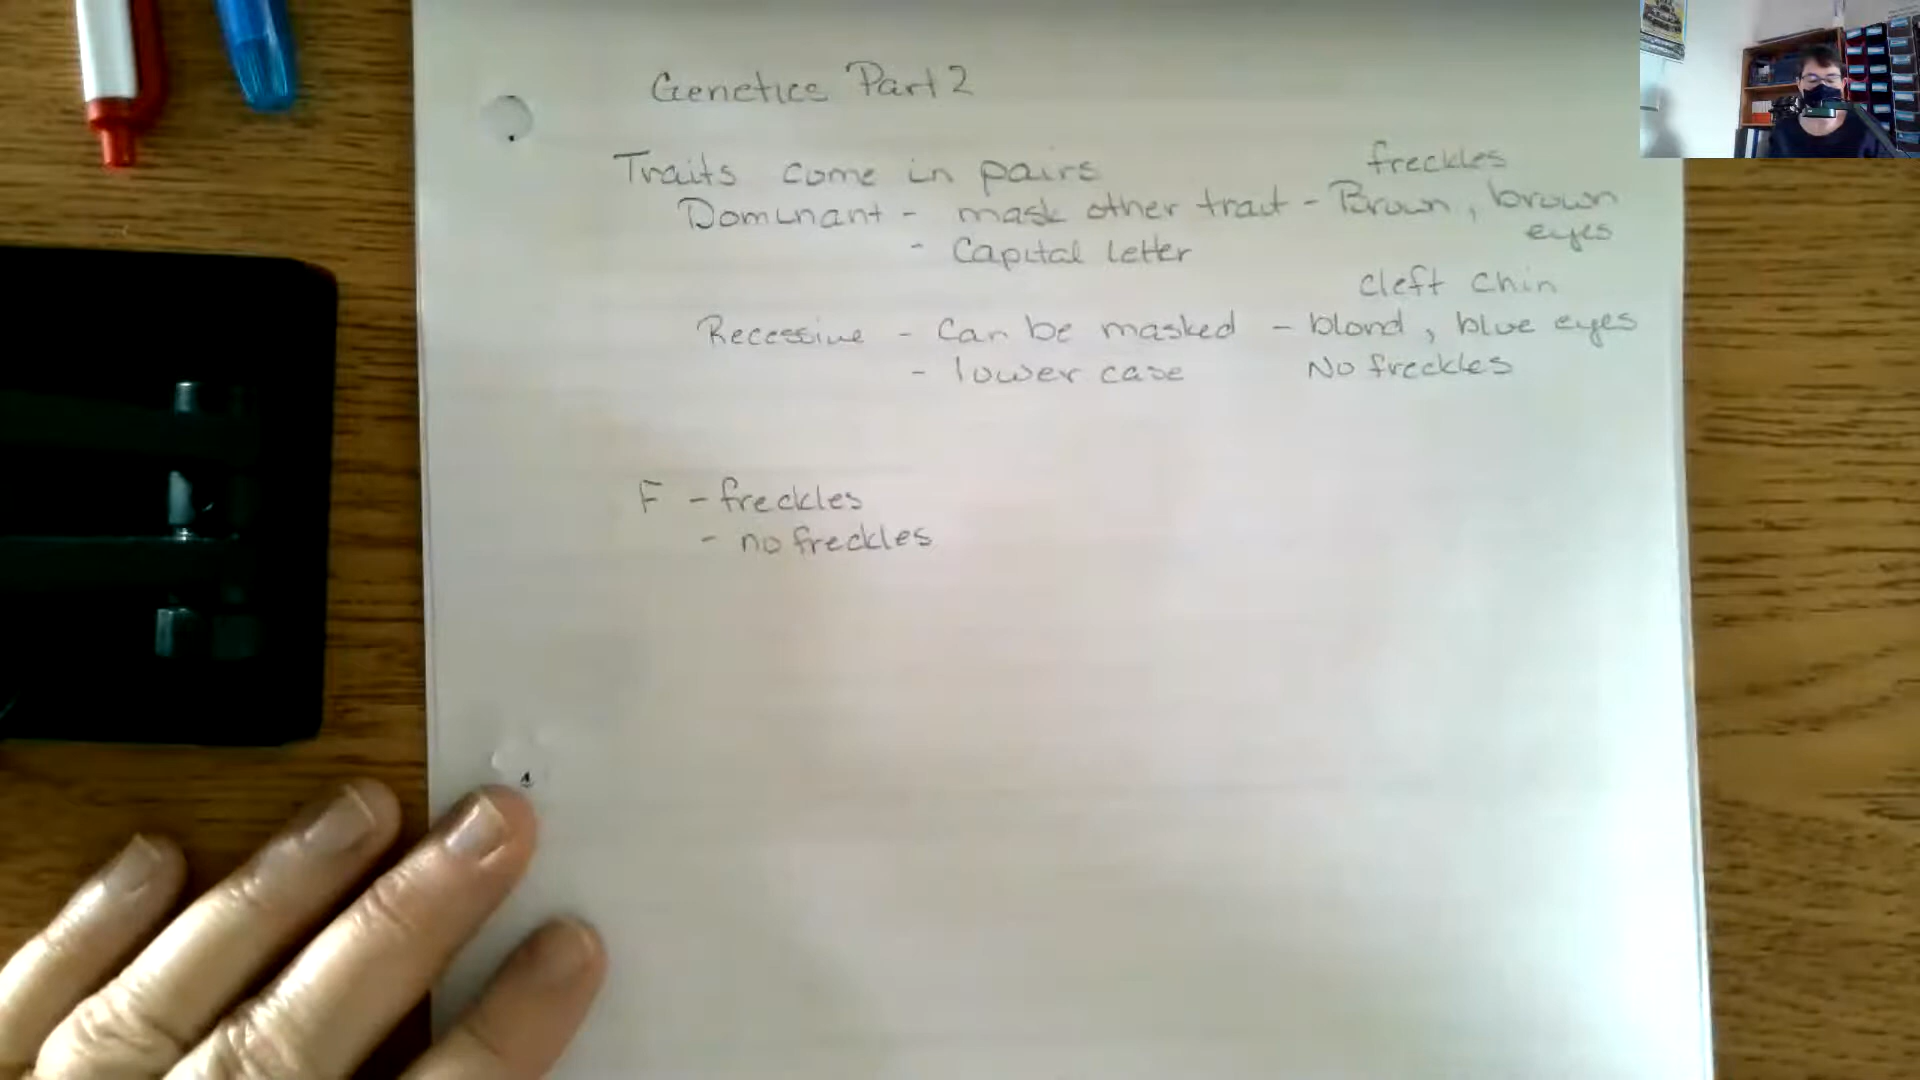 Genetics Part 2
Traits come in pairs
freckles
Dominant - mask other trait - Brown, brown
eyes
- Capital letter
cleft chin
Recessive - Can be masked - blond, blue eyes
- lower case No freckles
F - freckles
- no freckles